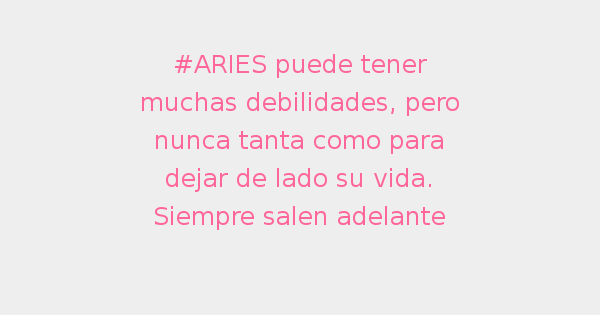 #ARIES puede tener
muchas debilidades, pero
nunca tanta como para
dejar de lado su vida.
Siempre salen adelante